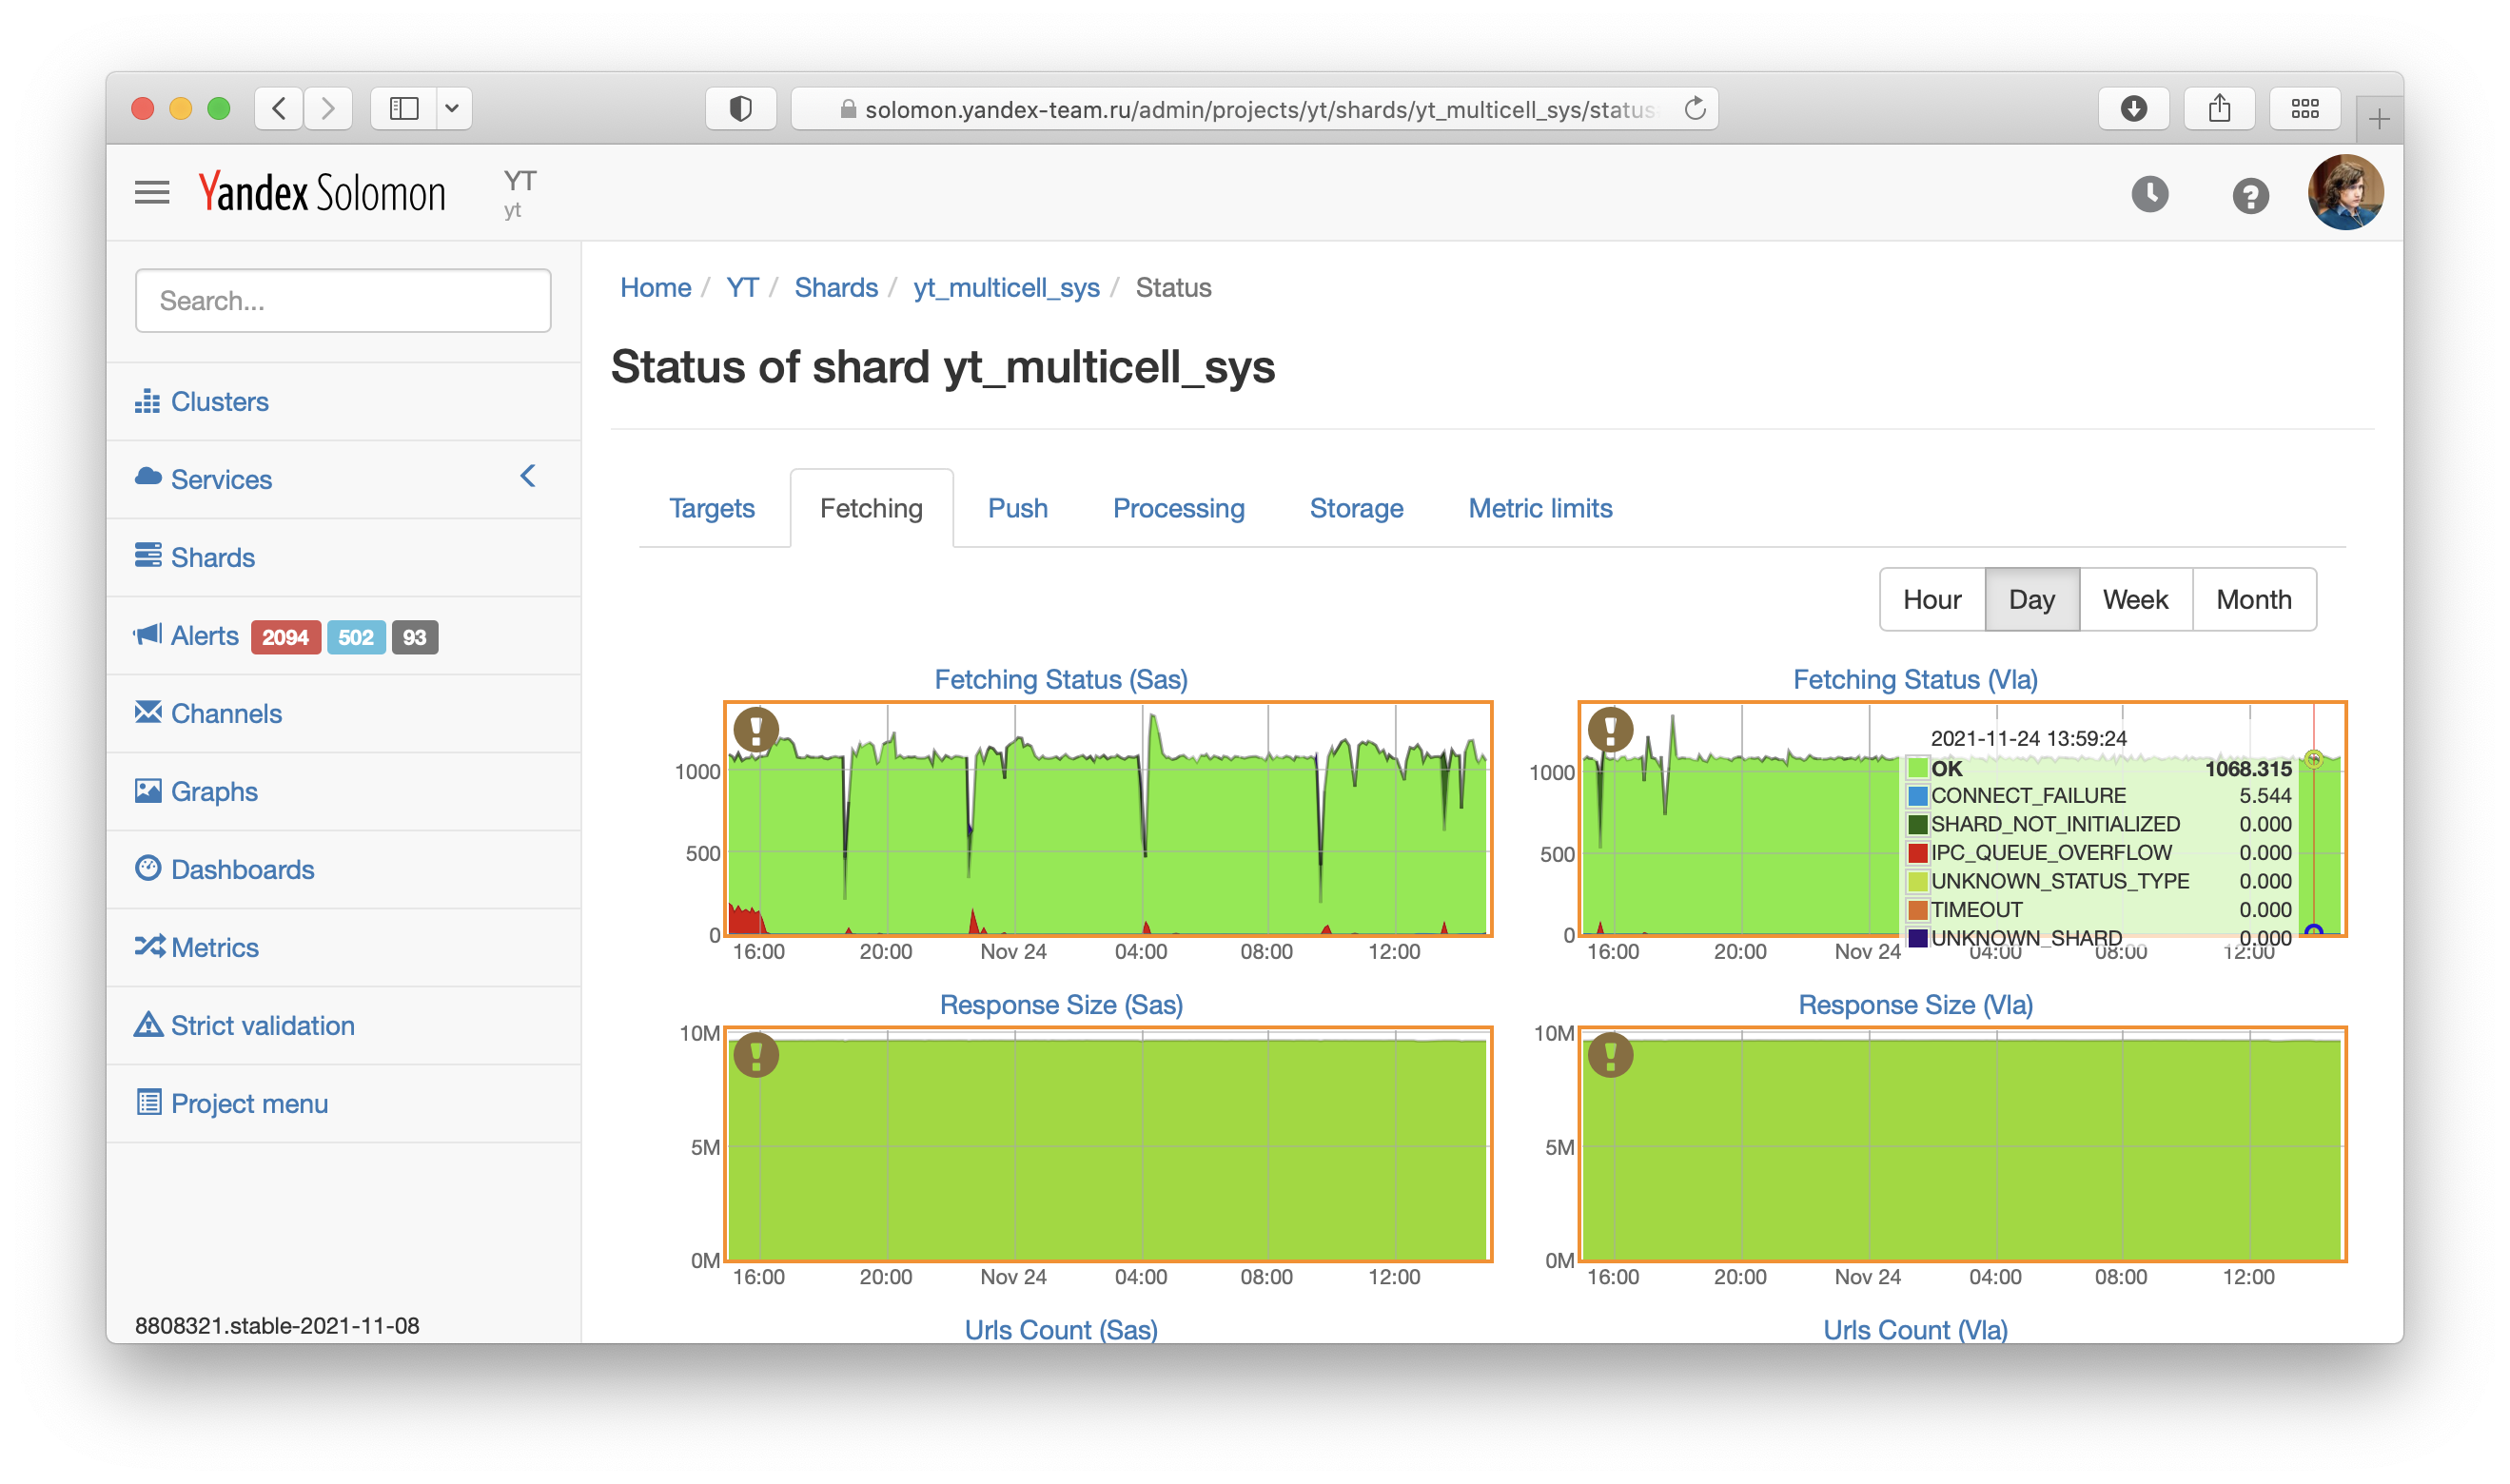 solomon.yandex-team.ru/admin/projects/yt/shards/yt_multicell_sys/status
Yandex Solomon
YT
yt
Search...
Clusters
Services
Shards
Alerts 2094 502 93
Channels
Graphs
Dashboards
Metrics
Strict validation
Project menu
8808321.stable-2021-11-08
Home / YT / Shards / yt_multicell_sys / Status
Status of shard yt_multicell_sys
Targets Fetching Push Processing Storage Metric limits
Hour Day Week Month
Fetching Status (Sas)
1000
500
0
16:00 20:00 Nov 24 04:00 08:00 12:00
Fetching Status (Vla)
1000
500
0
2021-11-24 13:59:24
OK 1068.315
CONNECT_FAILURE 5.544
SHARD_NOT_INITIALIZED 0.000
IPC_QUEUE_OVERFLOW 0.000
UNKNOWN_STATUS_TYPE 0.000
TIMEOUT 0.000
UNKNOWN_SHARD 0.000
16:00 20:00 Nov 24 04:00 08:00 12:00
Response Size (Sas)
10M
5M
0M
16:00 20:00 Nov 24 04:00 08:00 12:00
Response Size (Vla)
10M
5M
0M
16:00 20:00 Nov 24 04:00 08:00 12:00
Urls Count (Sas)
Urls Count (Vla)